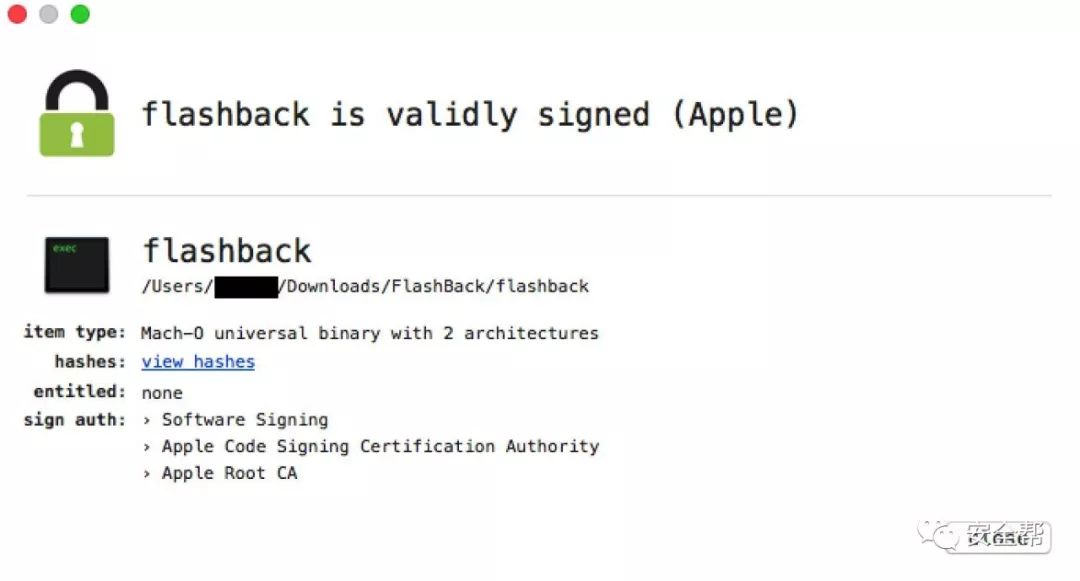 flashback is validly signed (Apple)
exec
flashback
/Users/ /Downloads/FlashBack/flashback
item type: Mach-O universal binary with 2 architectures
hashes: view hashes
entitled: none
sign auth: › Software Signing
› Apple Code Signing Certification Authority
› Apple Root CA
安全帮